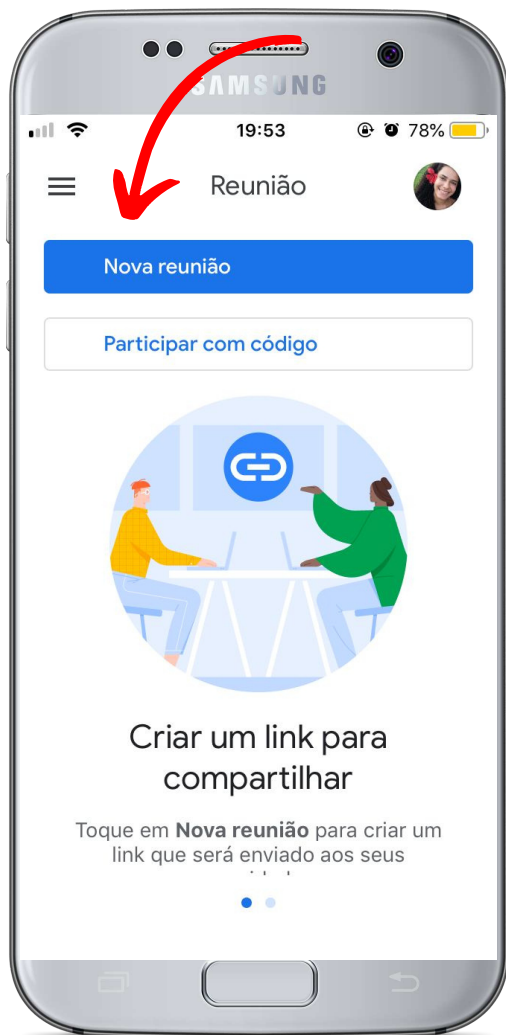 SAMSUNG
19:53
78%
Reunião
Nova reunião
Participar com código
Criar um link para
compartilhar
Toque em Nova reunião para criar um
link que será enviado aos seus